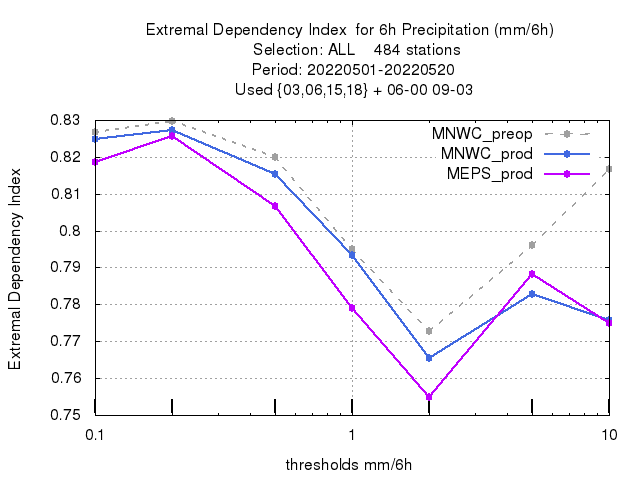 Extremal Dependency Index  for 6h Precipitation (mm/6h)
Selection: ALL    484 stations
Period: 20220501-20220520
Used {03,06,15,18} + 06-00 09-03
MNWC_preop
MNWC_prod
MEPS_prod
Extremal Dependency Index
0.83
0.82
0.81
0.8
0.79
0.78
0.77
0.76
0.75
0.1
1
10
thresholds mm/6h